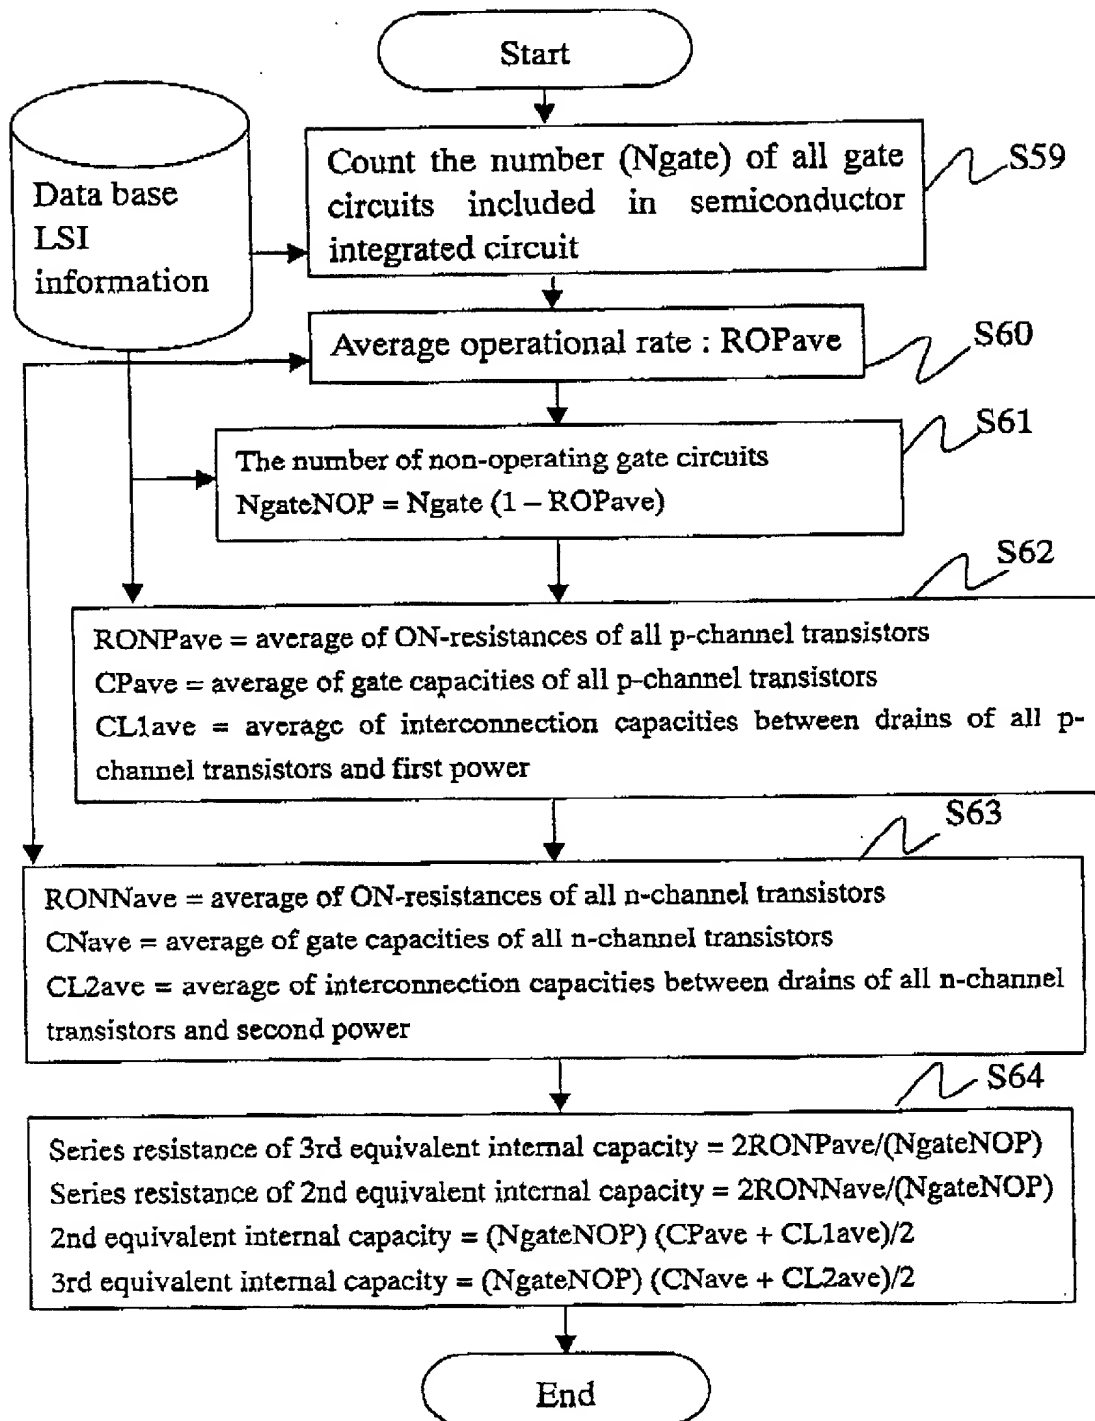 Start
Data base
LSI
information
Count the number (Ngate) of all gate
circuits included in semiconductor
integrated circuit
S59
Average operational rate : ROPave
S60
The number of non-operating gate circuits
NgateNOP = Ngate (1 – ROPave)
S61
S62
RONPave = average of ON-resistances of all p-channel transistors
CPave = average of gate capacities of all p-channel transistors
CL1ave = average of interconnection capacities between drains of all p-
channel transistors and first power
S63
RONNave = average of ON-resistances of all n-channel transistors
CNave = average of gate capacities of all n-channel transistors
CL2ave = average of interconnection capacities between drains of all n-channel
transistors and second power
S64
Series resistance of 3rd equivalent internal capacity = 2RONPave/(NgateNOP)
Series resistance of 2nd equivalent internal capacity = 2RONNave/(NgateNOP)
2nd equivalent internal capacity = (NgateNOP) (CPave + CL1ave)/2
3rd equivalent internal capacity = (NgateNOP) (CNave + CL2ave)/2
End